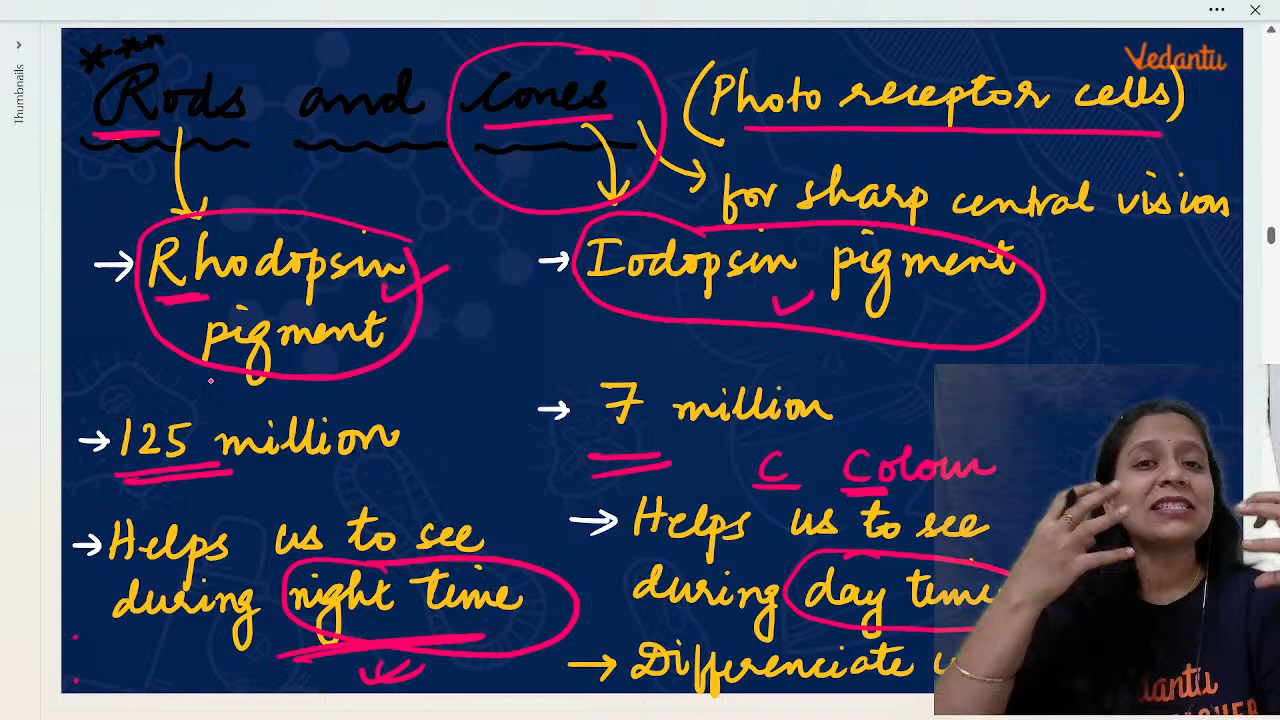 Thumbnails
Vedantu
*** Rods and Cones (Photo receptor cells)
for sharp central vision
→ Rhodopsin pigment
→ Iodopsin pigment
→ 125 million
→ 7 million
C Colour
→ Helps us to see
during night time
→ Helps us to see
during day time
→ Differenciate